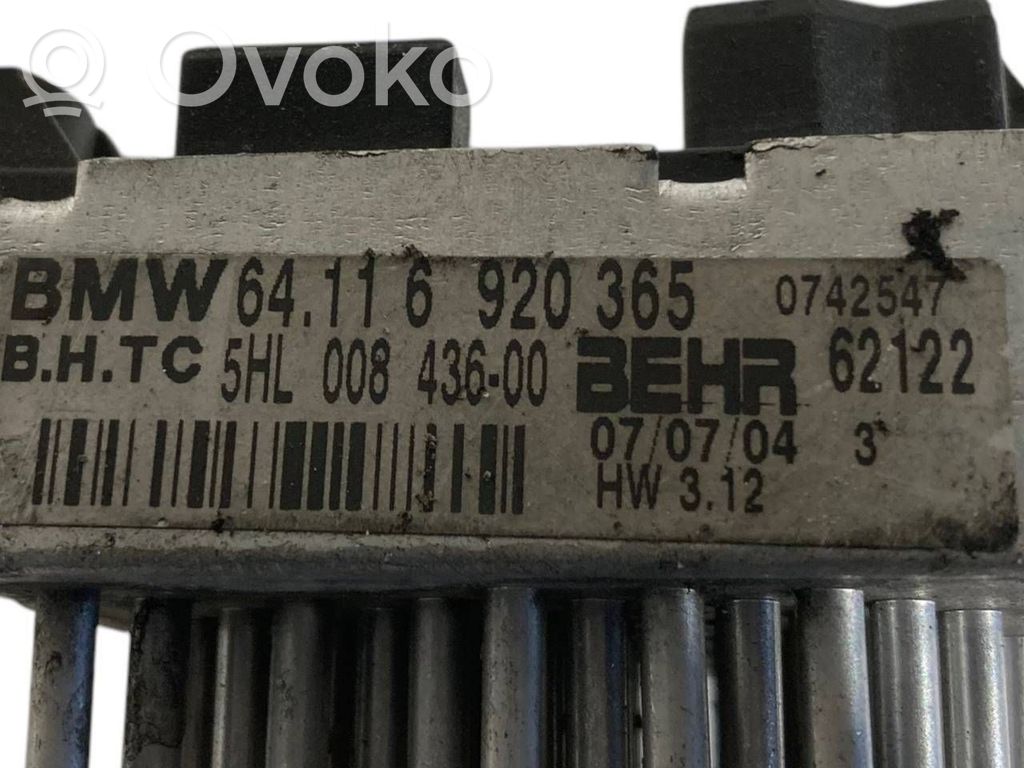 Ovoko
BMW 64.11 6 920 365 0742547
B.H.TC 5HL 008 436-00 BEHR 62122
07/07/04 3
HW 3.12